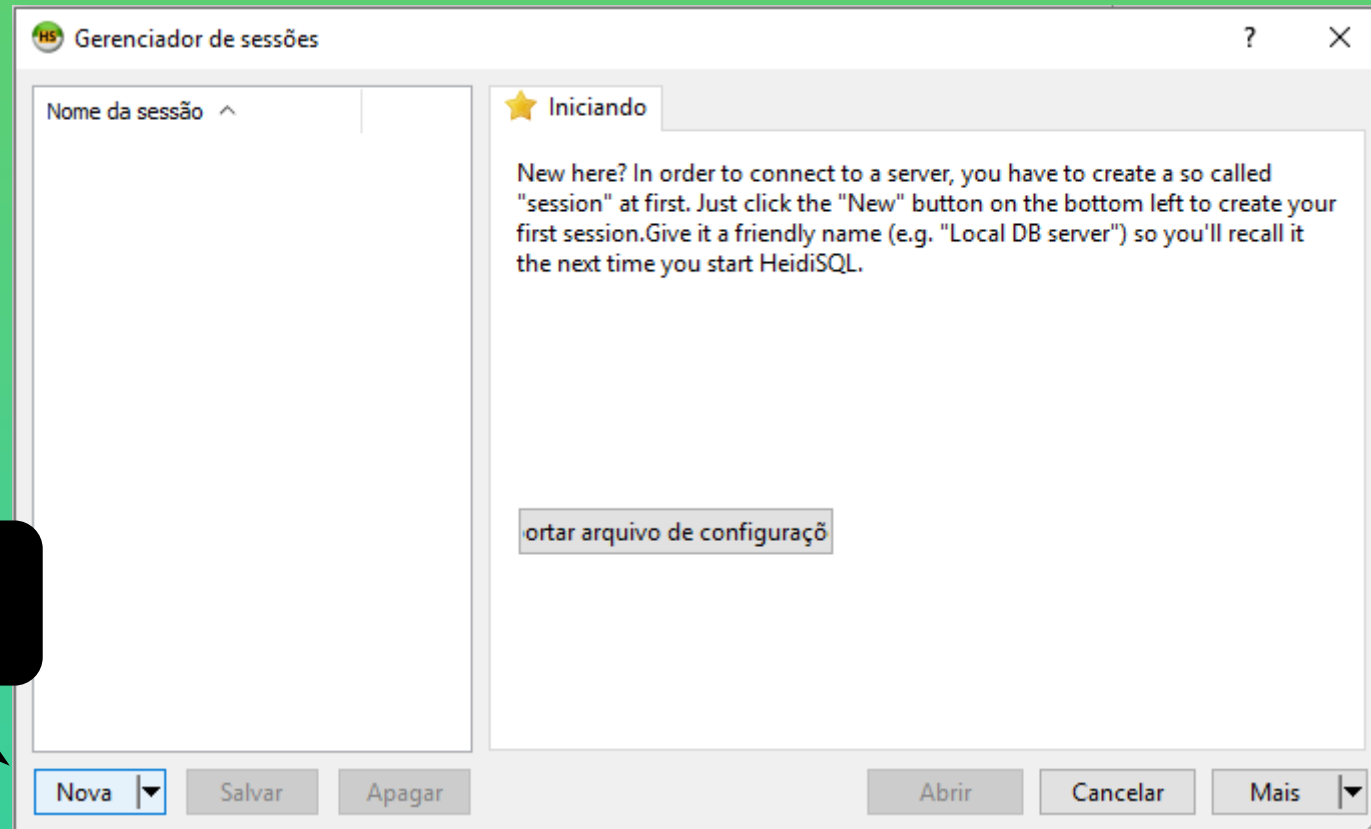 HS Gerenciador de sessões ?
Nome da sessão
Iniciando
New here? In order to connect to a server, you have to create a so called
"session" at first. Just click the "New" button on the bottom left to create your
first session.Give it a friendly name (e.g. "Local DB server") so you'll recall it
the next time you start HeidiSQL.
ortar arquivo de configuraçõ
Nova Salvar Apagar Abrir Cancelar Mais